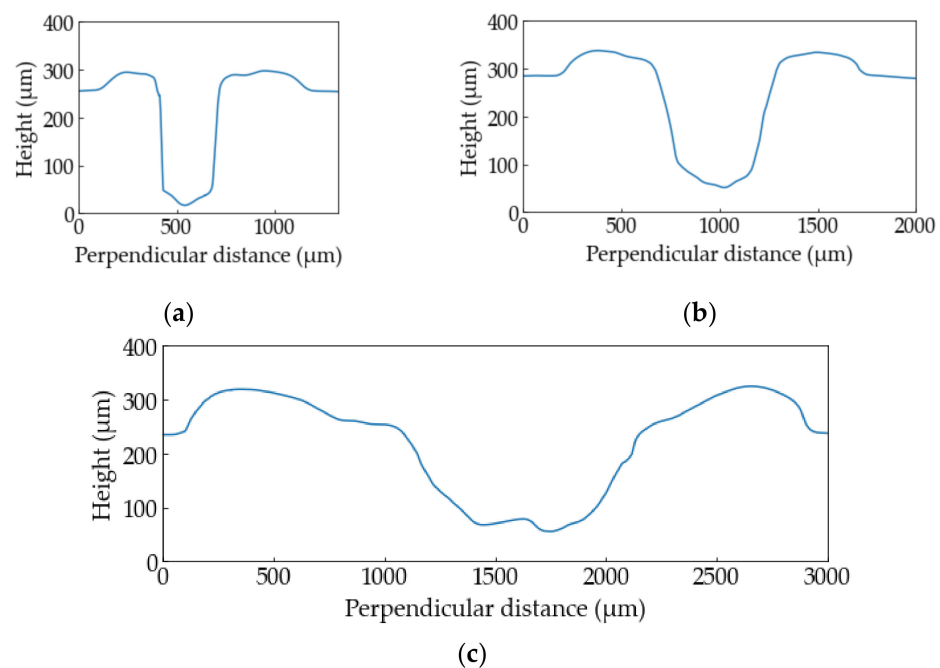 400
300
200
100
0
Height (µm)
0 500 1000
Perpendicular distance (µm)
(a)
400
300
200
100
0
Height (µm)
0 500 1000 1500 2000
Perpendicular distance (µm)
(b)
400
300
200
100
0
Height (µm)
0 500 1000 1500 2000 2500 3000
Perpendicular distance (µm)
(c)